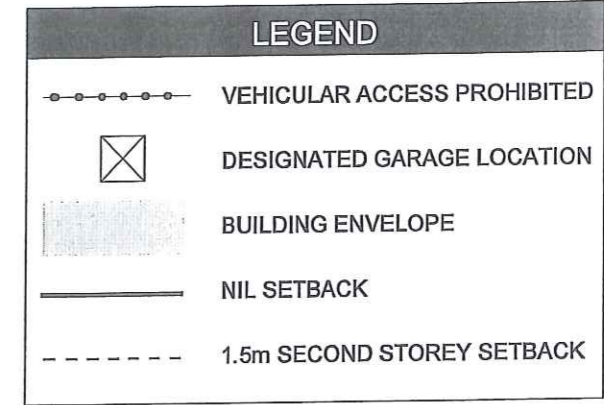 LEGEND
VEHICULAR ACCESS PROHIBITED
DESIGNATED GARAGE LOCATION
BUILDING ENVELOPE
NIL SETBACK
1.5m SECOND STOREY SETBACK